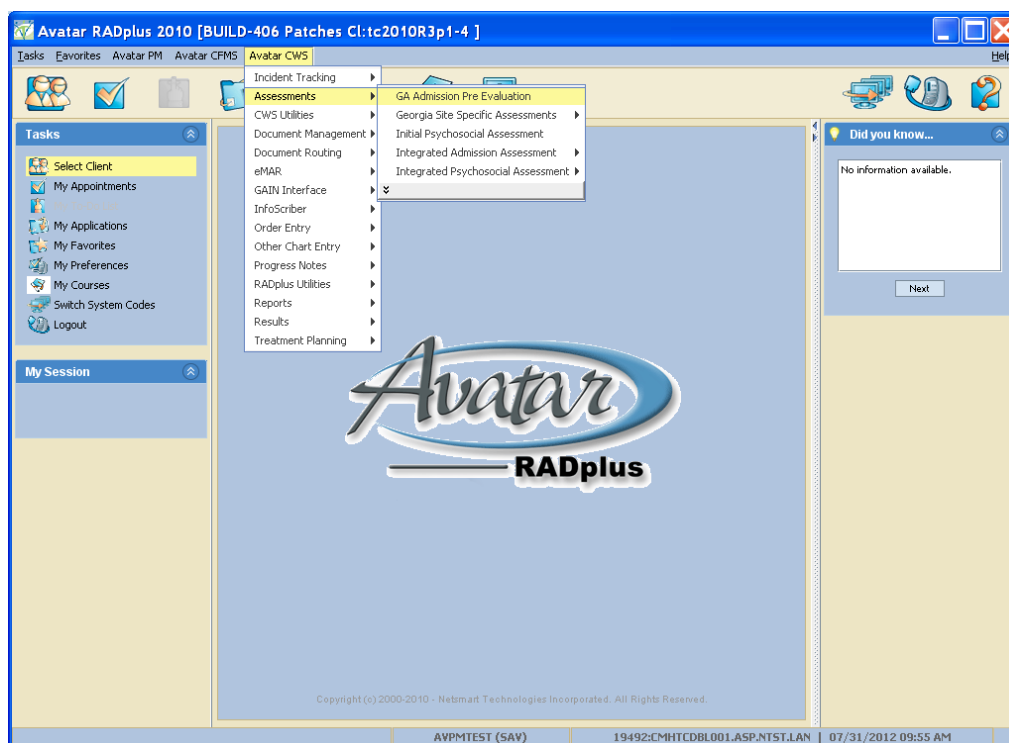 Avatar RADplus 2010 [BUILD-406 Patches Cl:tc2010R3p1-4 ]
Tasks Favorites Avatar PM Avatar CFMS Avatar CWS Help
Incident Tracking
Assessments
CWS Utilities
Document Management
Document Routing
eMAR
GAIN Interface
InfoScriber
Order Entry
Other Chart Entry
Progress Notes
RADplus Utilities
Reports
Results
Treatment Planning
GA Admission Pre Evaluation
Georgia Site Specific Assessments
Initial Psychosocial Assessment
Integrated Admission Assessment
Integrated Psychosocial Assessment
Tasks
Select Client
My Appointments
My Applications
My Favorites
My Preferences
My Courses
Switch System Codes
Logout
My Session
Did you know...
No information available.
Next
Avatar
RADplus
Copyright (c) 2000-2010 - Netsmart Technologies Incorporated. All Rights Reserved.
AVPMTEST (SAV) 19492:CMHTCDBL001.ASP.NTST.LAN | 07/31/2012 09:55 AM